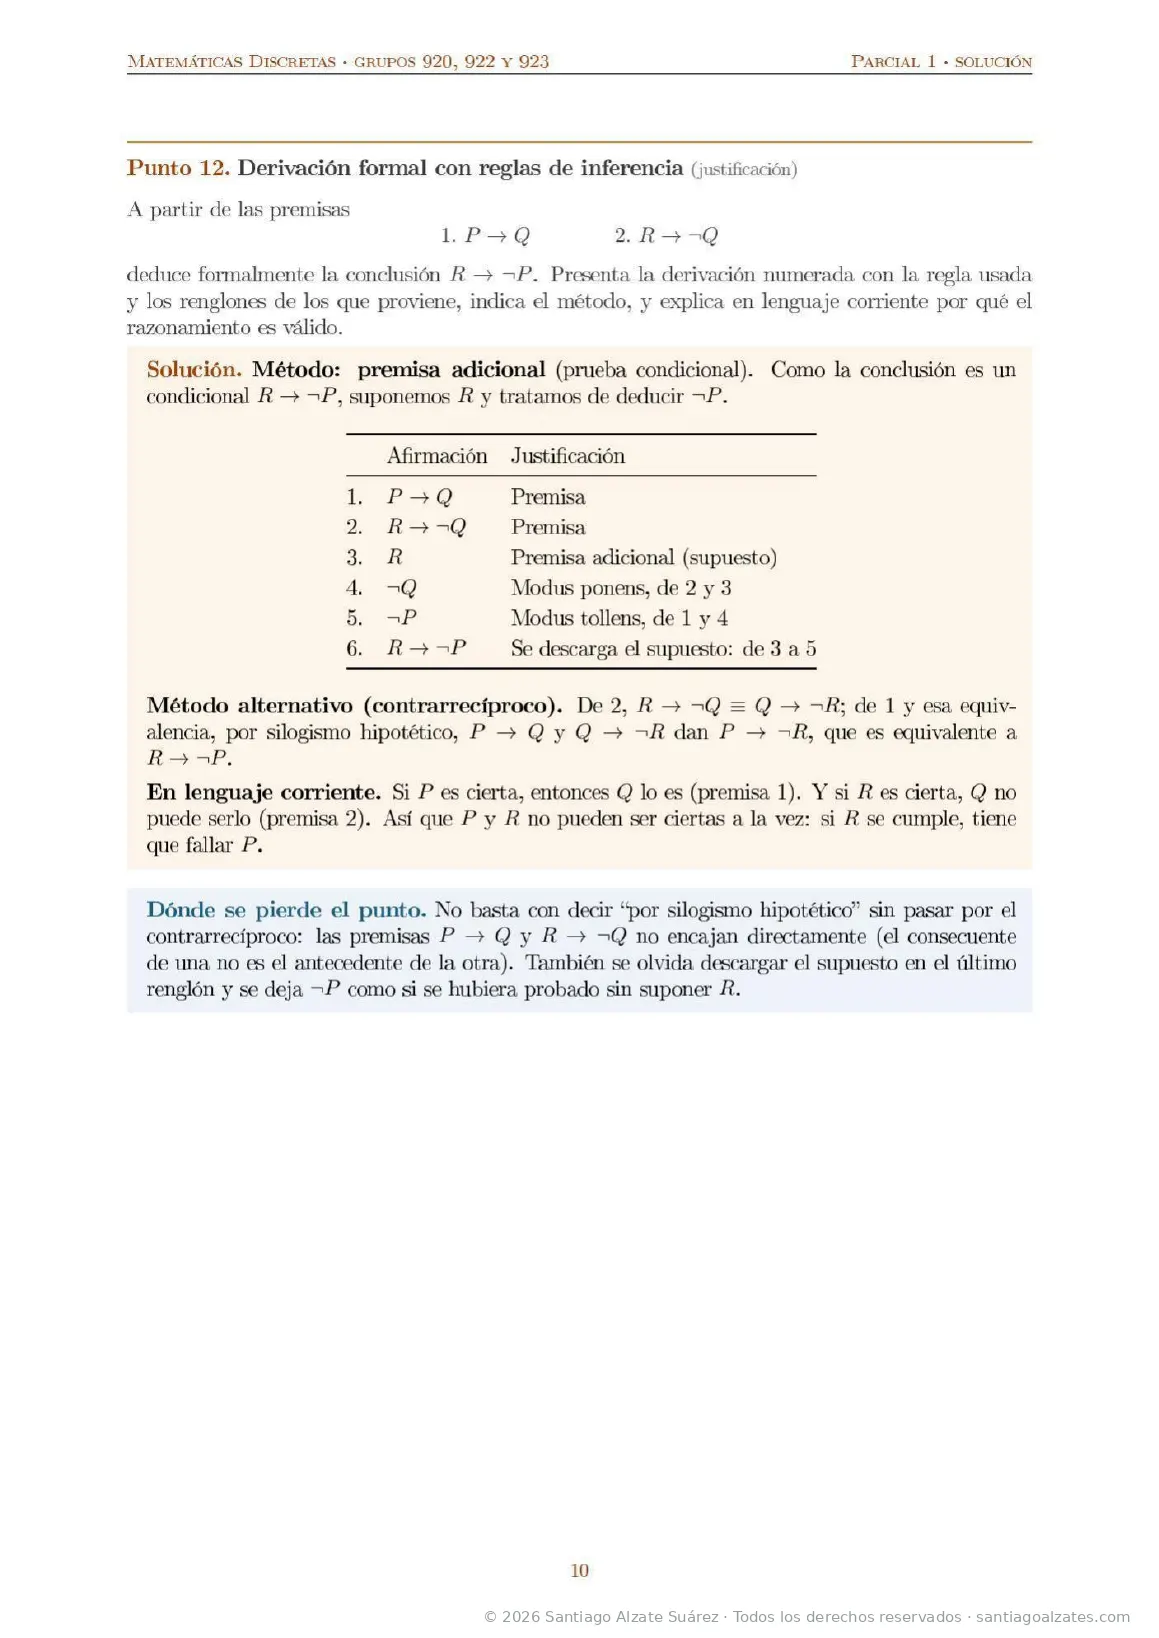 Matemáticas Discretas · grupos 920, 922 y 923 Parcial 1 · solución
Punto 12. Derivación formal con reglas de inferencia (justificación)
A partir de las premisas
1. P → Q 2. R → ¬Q
deduce formalmente la conclusión R → ¬P. Presenta la derivación numerada con la regla usada
y los renglones de los que proviene, indica el método, y explica en lenguaje corriente por qué el
razonamiento es válido.
Solución. Método: premisa adicional (prueba condicional). Como la conclusión es un
condicional R → ¬P, suponemos R y tratamos de deducir ¬P.
Afirmación Justificación
1. P → Q Premisa
2. R → ¬Q Premisa
3. R Premisa adicional (supuesto)
4. ¬Q Modus ponens, de 2 y 3
5. ¬P Modus tollens, de 1 y 4
6. R → ¬P Se descarga el supuesto: de 3 a 5
Método alternativo (contrarrecíproco). De 2, R → ¬Q ≡ Q → ¬R; de 1 y esa equiv-
alencia, por silogismo hipotético, P → Q y Q → ¬R dan P → ¬R, que es equivalente a
R → ¬P.
En lenguaje corriente. Si P es cierta, entonces Q lo es (premisa 1). Y si R es cierta, Q no
puede serlo (premisa 2). Así que P y R no pueden ser ciertas a la vez: si R se cumple, tiene
que fallar P.
Dónde se pierde el punto. No basta con decir “por silogismo hipotético” sin pasar por el
contrarrecíproco: las premisas P → Q y R → ¬Q no encajan directamente (el consecuente
de una no es el antecedente de la otra). También se olvida descargar el supuesto en el último
renglón y se deja ¬P como si se hubiera probado sin suponer R.
10
© 2026 Santiago Alzate Suárez · Todos los derechos reservados · santiagoalzates.com